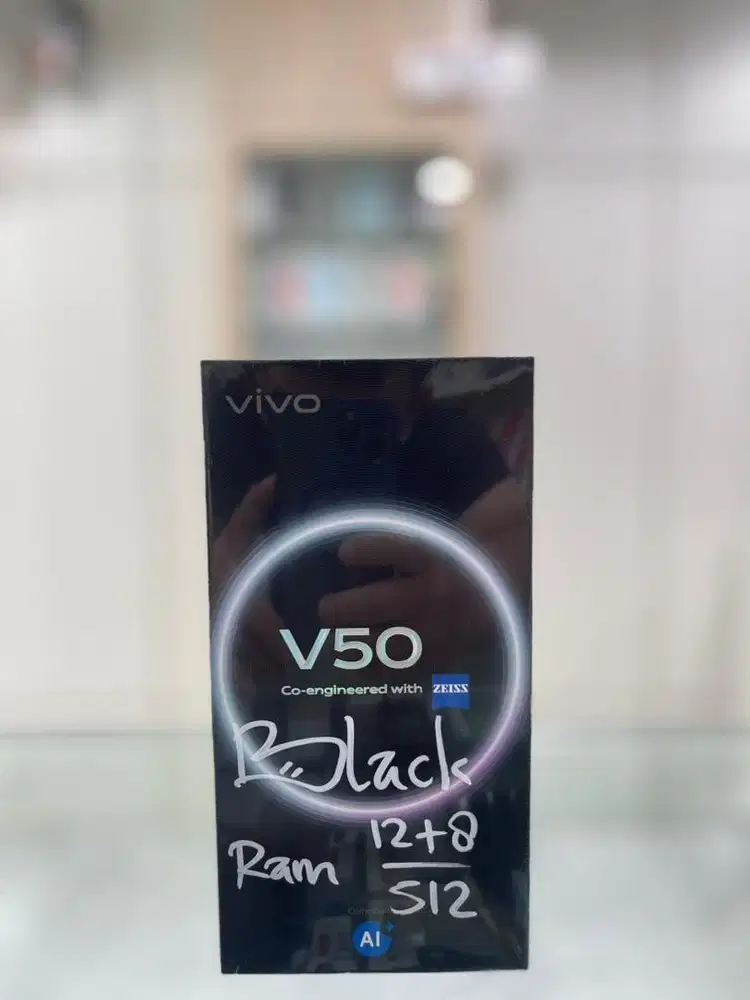 vivo
V50
Co-engineered with ZEISS
Black
Ram 12+8
512
AI